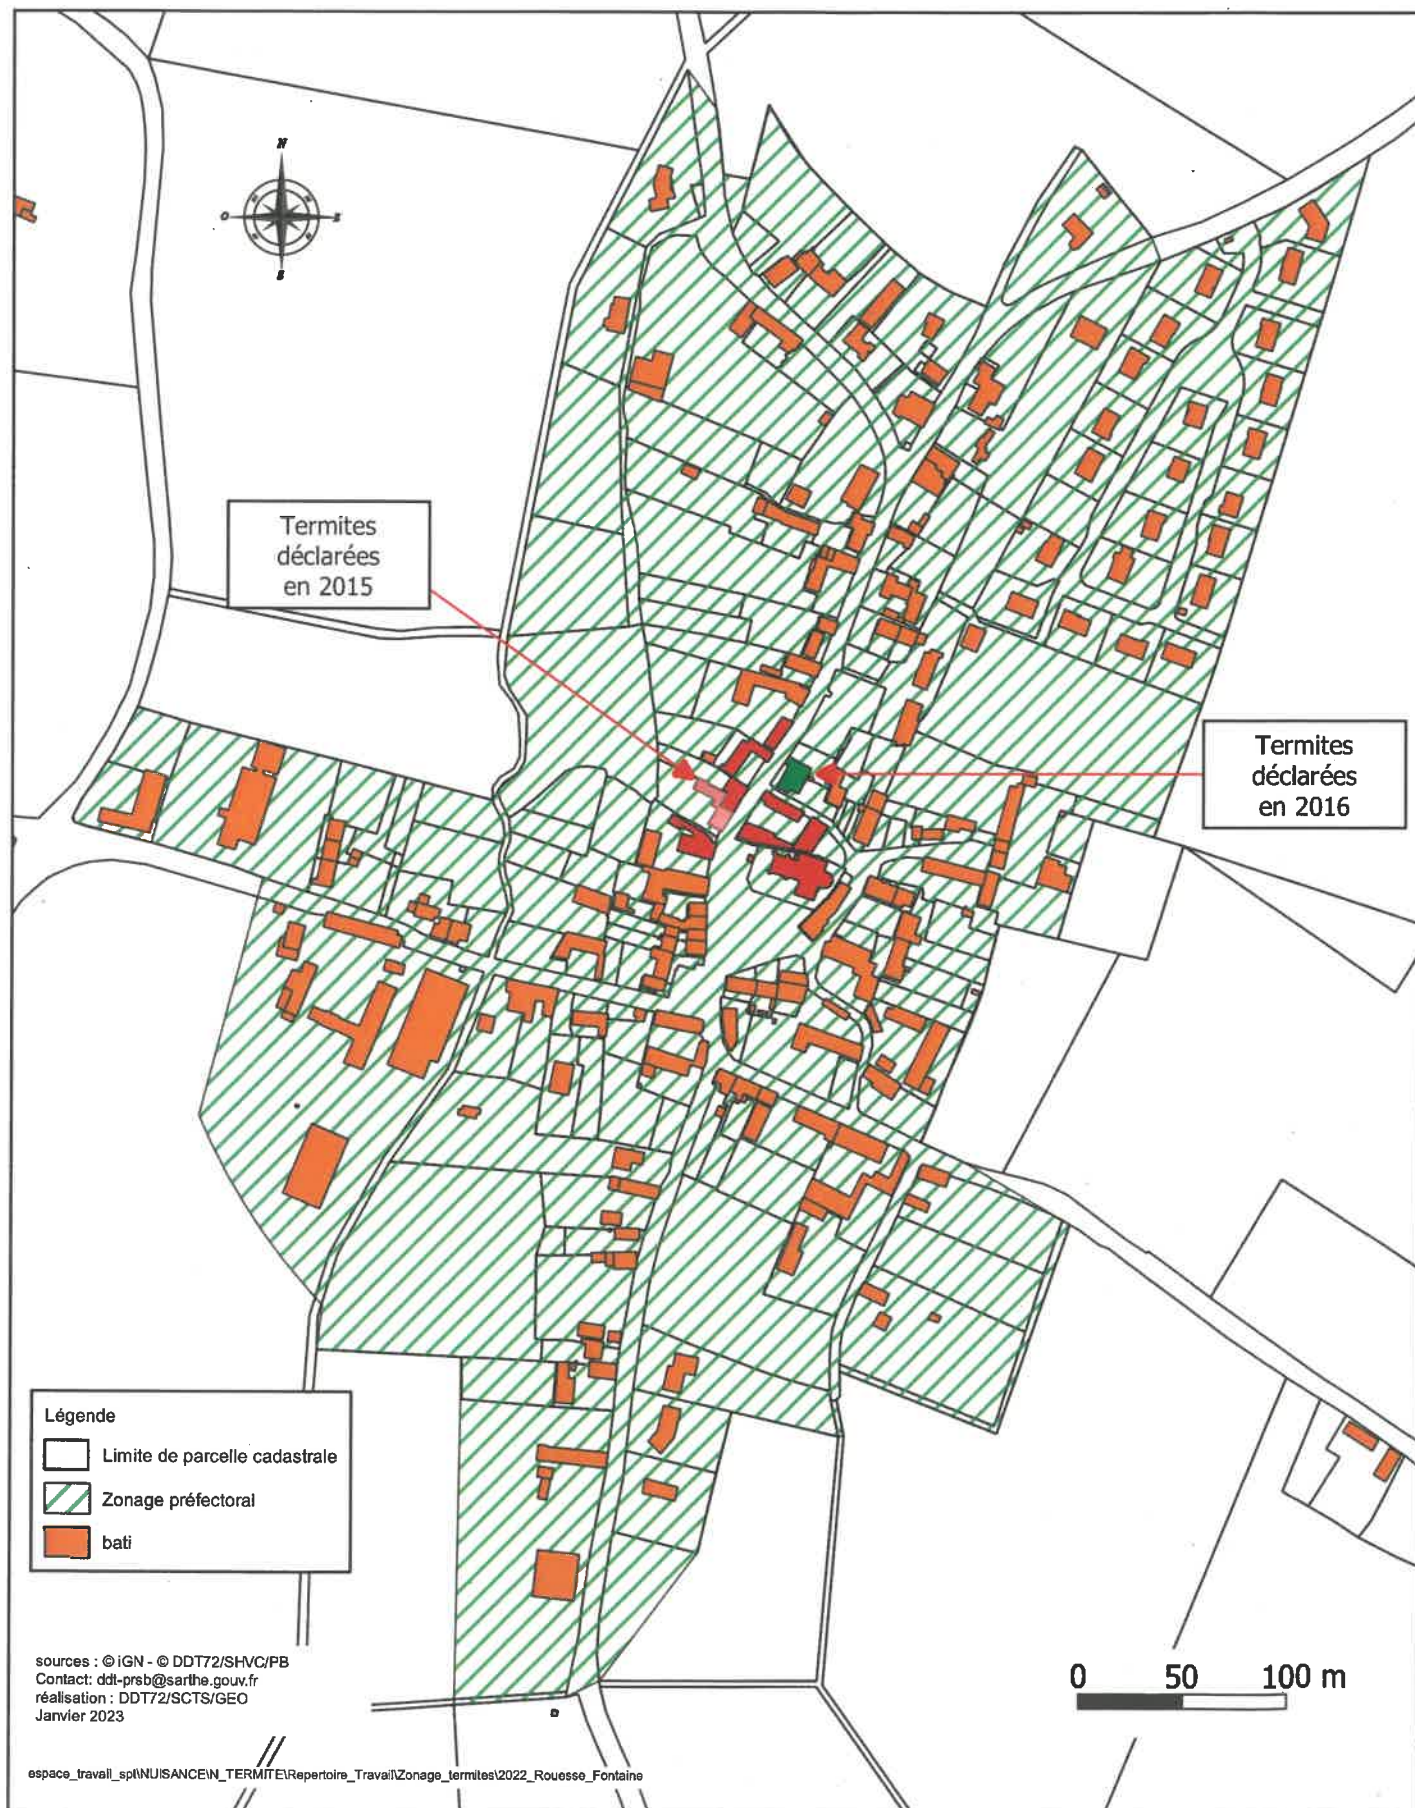 N
O
E
S
Termites
déclarées
en 2015
Termites
déclarées
en 2016
Légende
Limite de parcelle cadastrale
Zonage préfectoral
bati
sources : © iGN - © DDT72/SHVC/PB
Contact: ddt-prsb@sarthe.gouv.fr
réalisation : DDT72/SCTS/GEO
Janvier 2023
0 50 100 m
espace_travail_spl\NUISANCE\N_TERMITE\Repertoire_Travail\Zonage_termites\2022_Rouesse_Fontaine